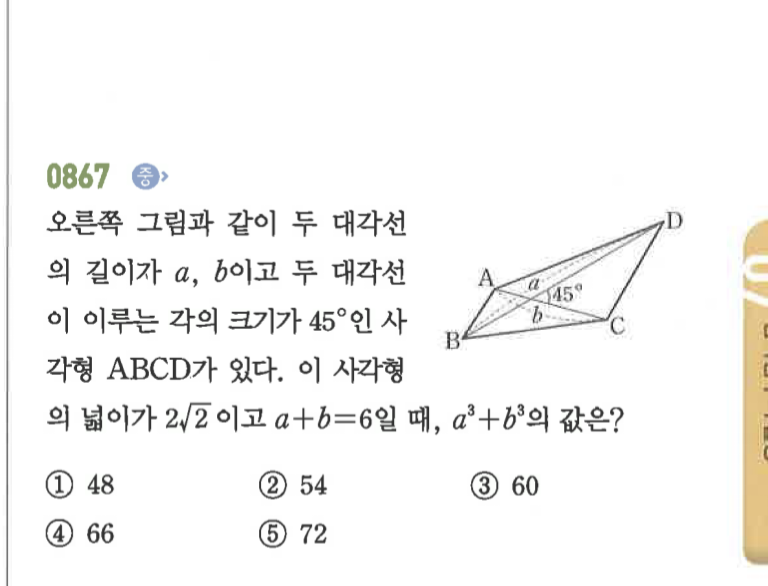 0867 중
오른쪽 그림과 같이 두 대각선
의 길이가 a, b이고 두 대각선
이 이루는 각의 크기가 45°인 사
각형 ABCD가 있다. 이 사각형
의 넓이가 2√2 이고 a+b=6일 때, a³+b³의 값은?
D
A
a
45°
b
C
B
① 48
② 54
③ 60
④ 66
⑤ 72